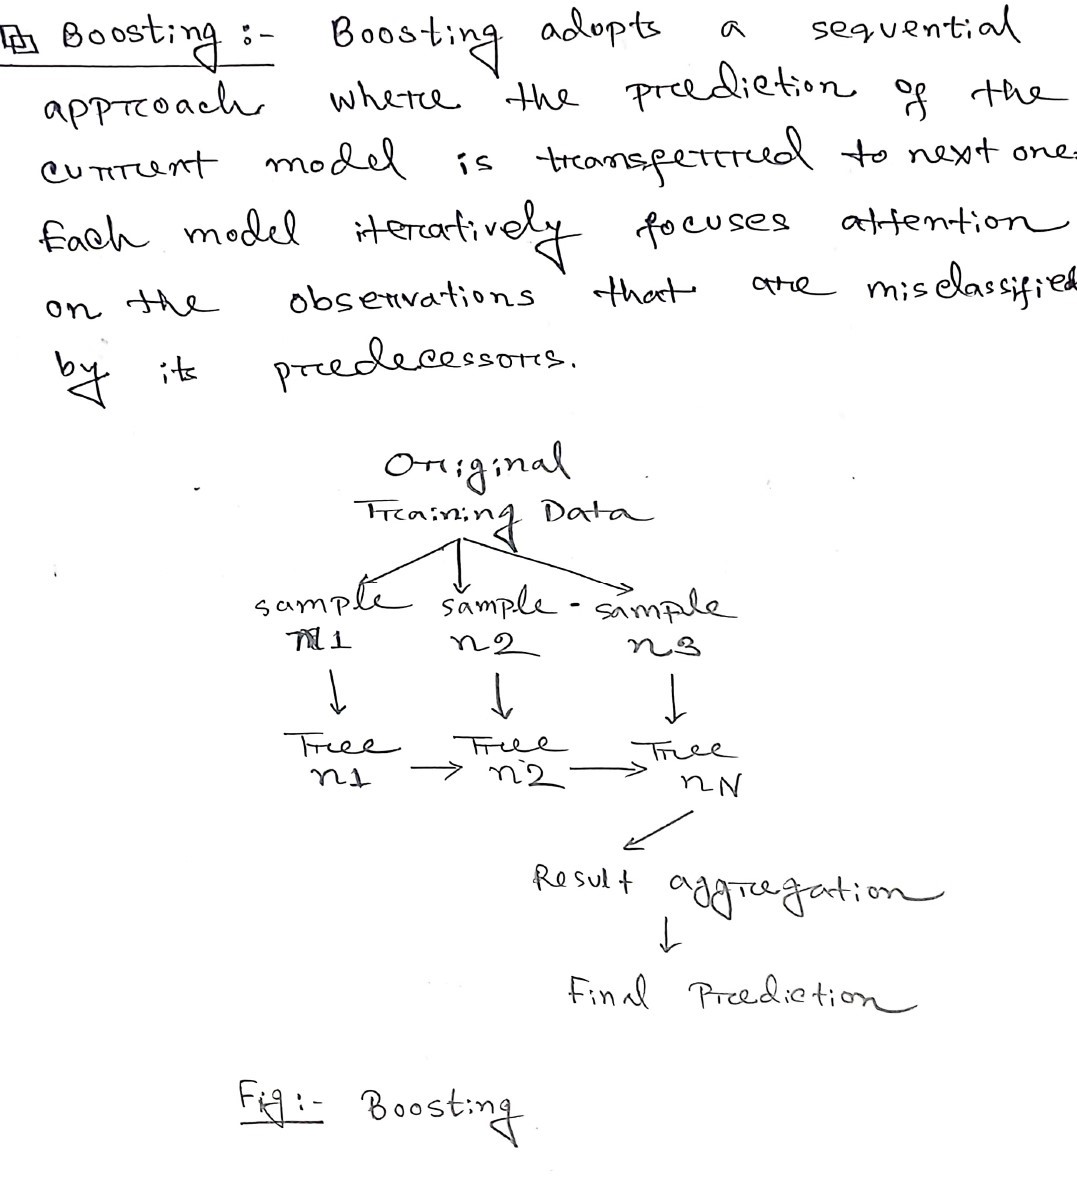 Boosting :- Boosting adopts a sequential
approach where the prediction of the
current model is transferred to next one.
Each model iteratively focuses attention
on the observations that are misclassified
by its predecessors.
Original
Training Data
sample sample - sample
n1 n2 n3
Tree Tree Tree
n1 n2 nN
Result aggregation
Final Prediction
Fig :- Boosting